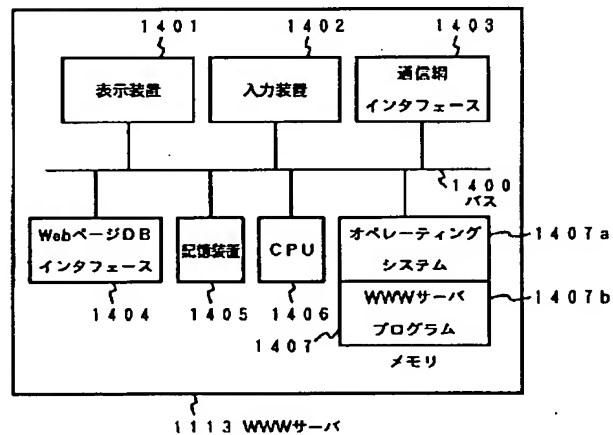 1401
1402
1403
表示装置
入力装置
通信網
インタフェース
1400
バス
WebページDB
インタフェース
記憶装置
CPU
オペレーティング
システム
1407a
WWWサーバ
プログラム
1407b
1404
1405
1406
1407
メモリ
1113 WWWサーバ